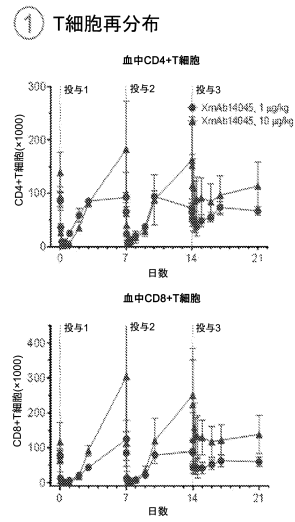 ① T細胞再分布
血中CD4+T細胞
投与1 投与2 投与3
XmAb14045、1 μg/kg
XmAb14045、10 μg/kg
CD4+T細胞(×1000)
300
200
100
0
0 7 14 21
日数
血中CD8+T細胞
投与1 投与2 投与3
CD8+T細胞(×1000)
400
300
200
100
0
0 7 14 21
日数